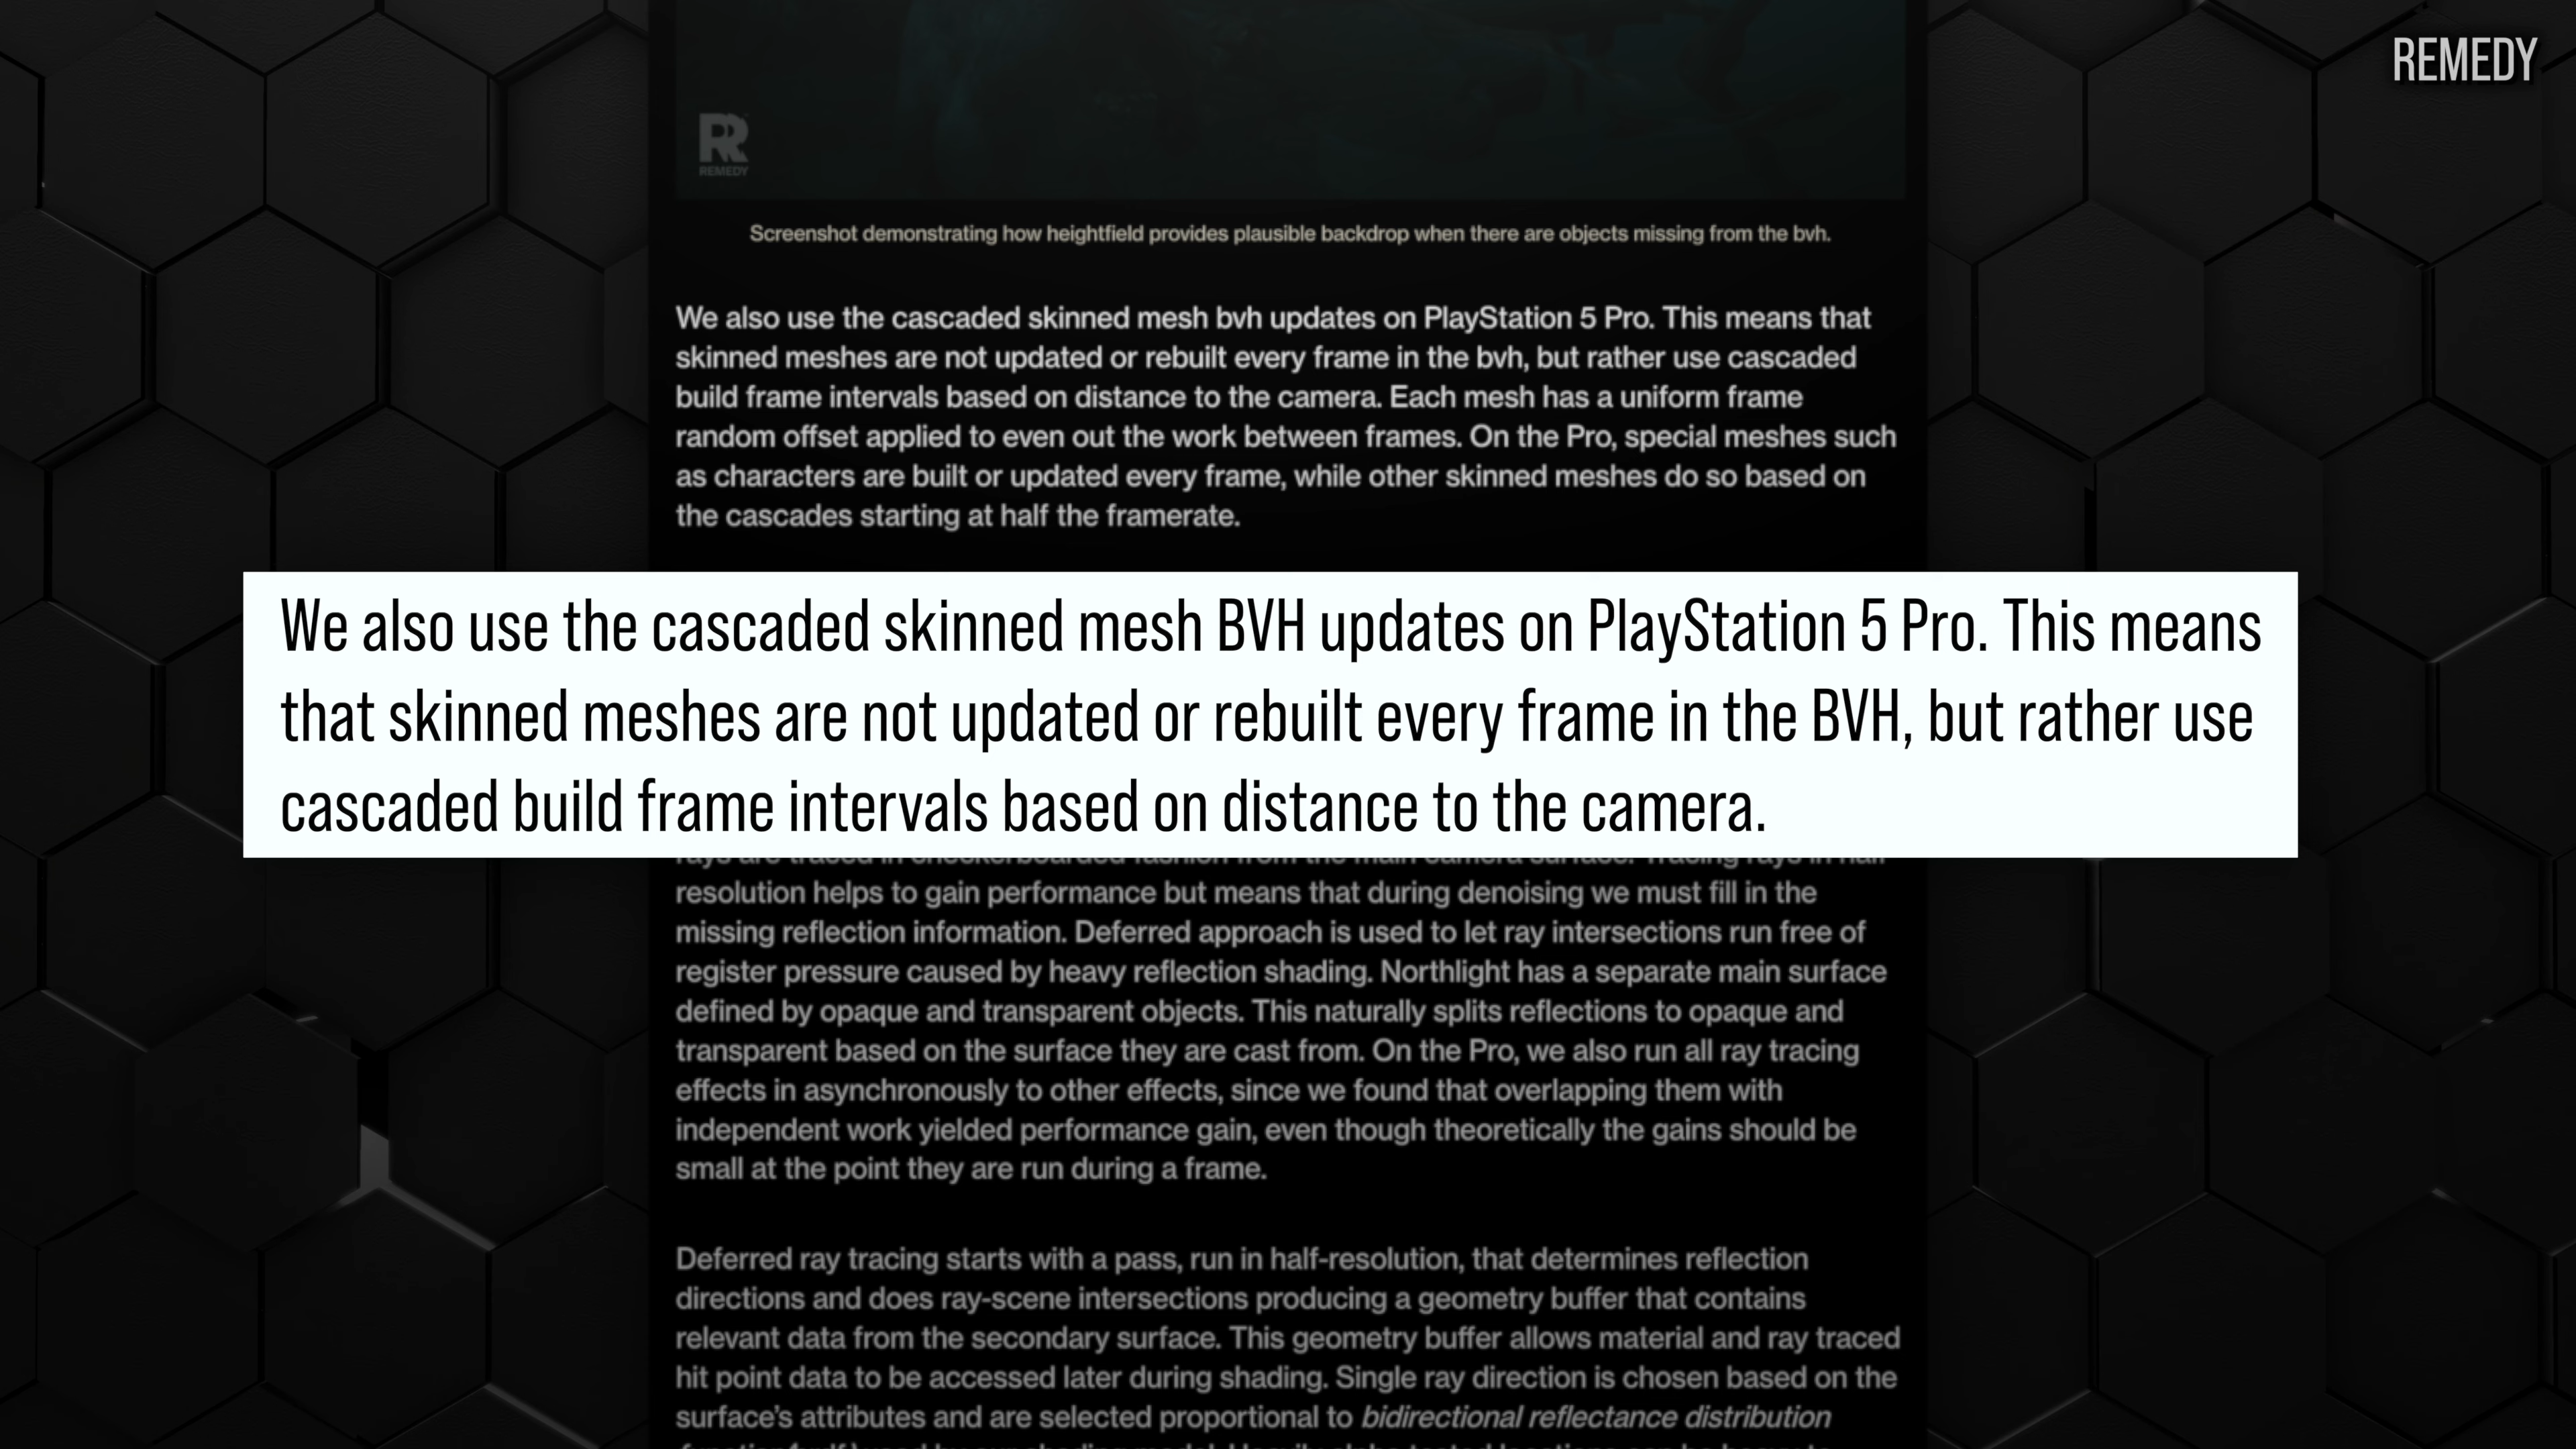 REMEDY
R
REMEDY
Screenshot demonstrating how heightfield provides plausible backdrop when there are objects missing from the bvh.
We also use the cascaded skinned mesh bvh updates on PlayStation 5 Pro. This means that
skinned meshes are not updated or rebuilt every frame in the bvh, but rather use cascaded
build frame intervals based on distance to the camera. Each mesh has a uniform frame
random offset applied to even out the work between frames. On the Pro, special meshes such
as characters are built or updated every frame, while other skinned meshes do so based on
the cascades starting at half the framerate.
We also use the cascaded skinned mesh BVH updates on PlayStation 5 Pro. This means
that skinned meshes are not updated or rebuilt every frame in the BVH, but rather use
cascaded build frame intervals based on distance to the camera.
rays are traced in checkerboarded fashion from the main camera surface. Tracing rays in half
resolution helps to gain performance but means that during denoising we must fill in the
missing reflection information. Deferred approach is used to let ray intersections run free of
register pressure caused by heavy reflection shading. Northlight has a separate main surface
defined by opaque and transparent objects. This naturally splits reflections to opaque and
transparent based on the surface they are cast from. On the Pro, we also run all ray tracing
effects in asynchronously to other effects, since we found that overlapping them with
independent work yielded performance gain, even though theoretically the gains should be
small at the point they are run during a frame.
Deferred ray tracing starts with a pass, run in half-resolution, that determines reflection
directions and does ray-scene intersections producing a geometry buffer that contains
relevant data from the secondary surface. This geometry buffer allows material and ray traced
hit point data to be accessed later during shading. Single ray direction is chosen based on the
surface's attributes and are selected proportional to bidirectional reflectance distribution